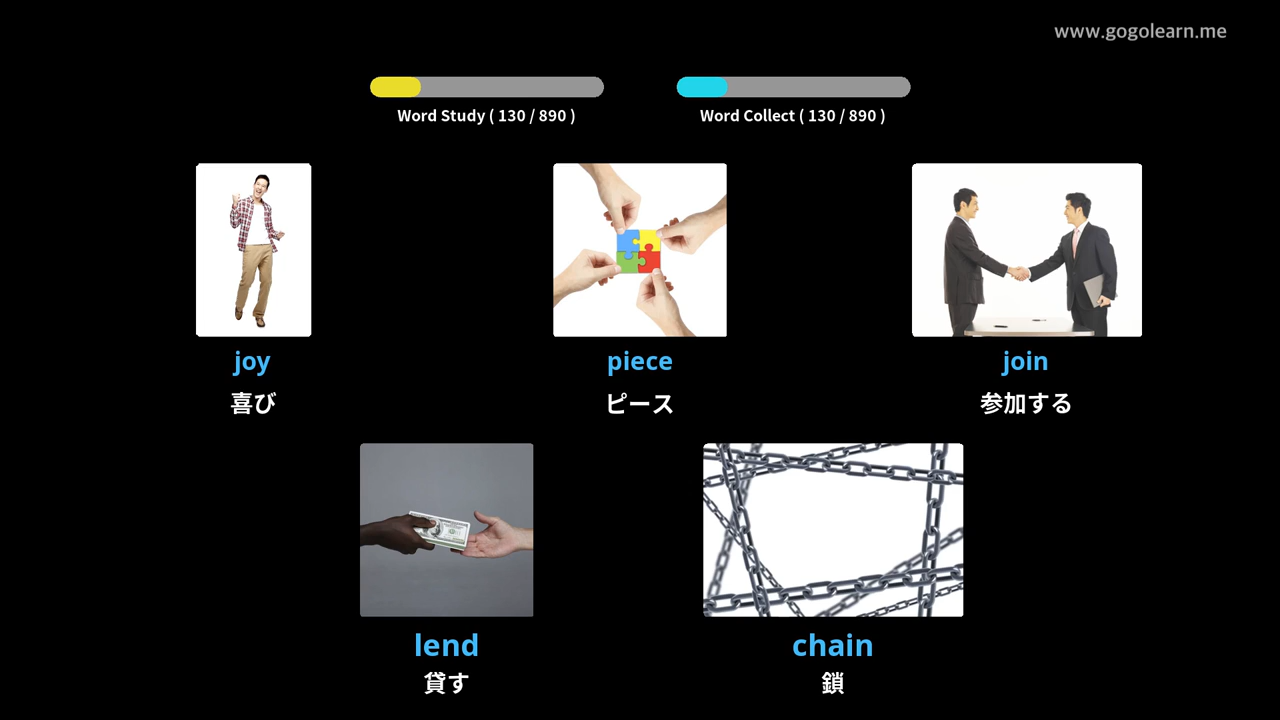 www.gogolearn.me
Word Study ( 130 / 890 )
Word Collect ( 130 / 890 )
joy
喜び
piece
ピース
join
参加する
lend
貸す
chain
鎖